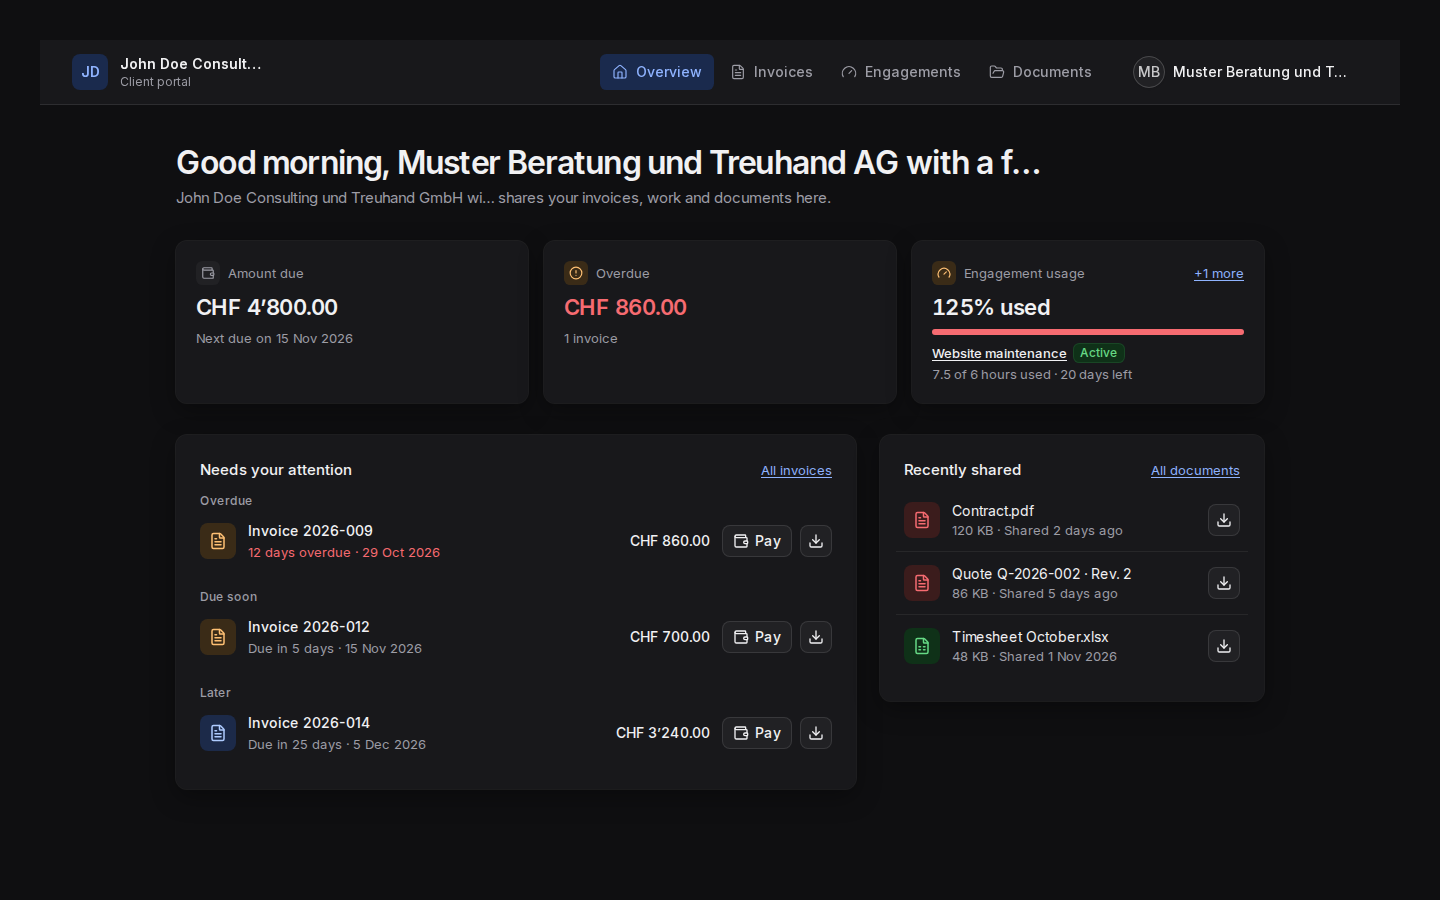 JD
John Doe Consult…
Client portal
Overview
Invoices
Engagements
Documents
MB
Muster Beratung und T…
Good morning, Muster Beratung und Treuhand AG with a f…
John Doe Consulting und Treuhand GmbH wi… shares your invoices, work and documents here.
Amount due
CHF 4’800.00
Next due on 15 Nov 2026
Overdue
CHF 860.00
1 invoice
Engagement usage
+1 more
125% used
Website maintenance Active
7.5 of 6 hours used · 20 days left
Needs your attention
All invoices
Overdue
Invoice 2026-009
12 days overdue · 29 Oct 2026
CHF 860.00
Pay
Due soon
Invoice 2026-012
Due in 5 days · 15 Nov 2026
CHF 700.00
Pay
Later
Invoice 2026-014
Due in 25 days · 5 Dec 2026
CHF 3’240.00
Pay
Recently shared
All documents
Contract.pdf
120 KB · Shared 2 days ago
Quote Q-2026-002 · Rev. 2
86 KB · Shared 5 days ago
Timesheet October.xlsx
48 KB · Shared 1 Nov 2026